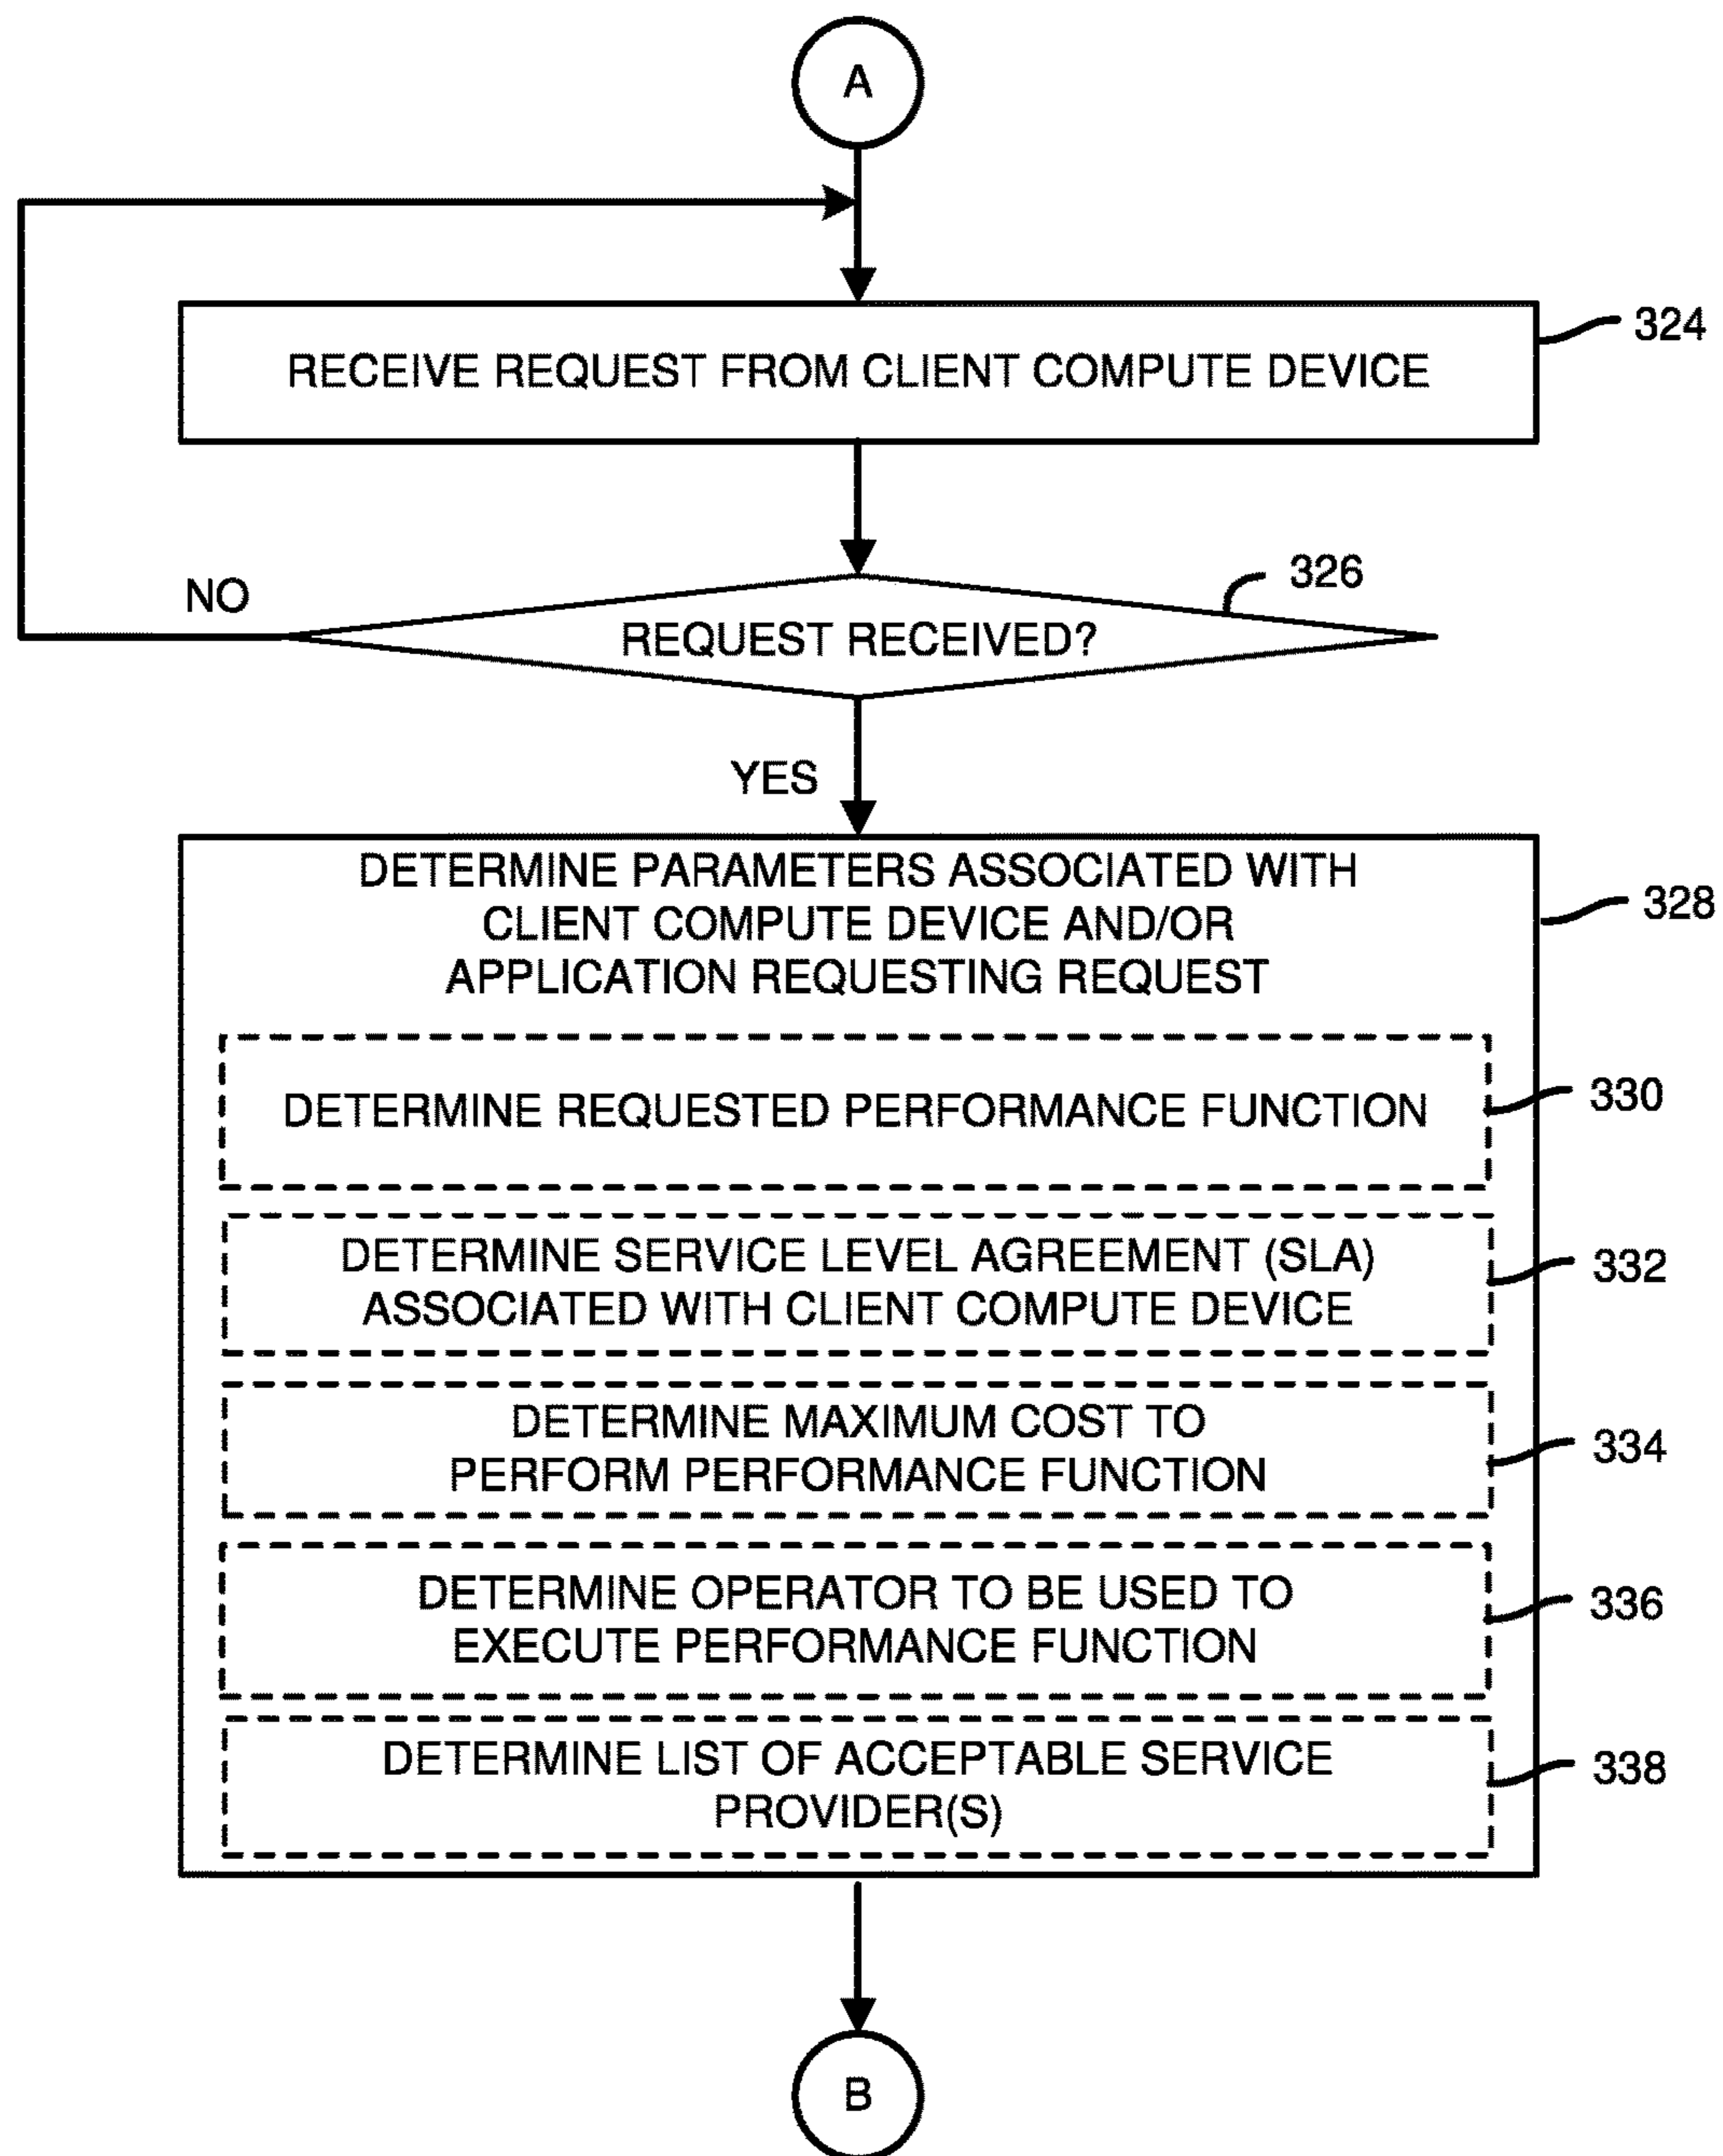 A
RECEIVE REQUEST FROM CLIENT COMPUTE DEVICE
324
326
NO
REQUEST RECEIVED?
YES
DETERMINE PARAMETERS ASSOCIATED WITH
CLIENT COMPUTE DEVICE AND/OR
APPLICATION REQUESTING REQUEST
328
DETERMINE REQUESTED PERFORMANCE FUNCTION
330
DETERMINE SERVICE LEVEL AGREEMENT (SLA)
ASSOCIATED WITH CLIENT COMPUTE DEVICE
332
DETERMINE MAXIMUM COST TO
PERFORM PERFORMANCE FUNCTION
334
DETERMINE OPERATOR TO BE USED TO
EXECUTE PERFORMANCE FUNCTION
336
DETERMINE LIST OF ACCEPTABLE SERVICE
PROVIDER(S)
338
B